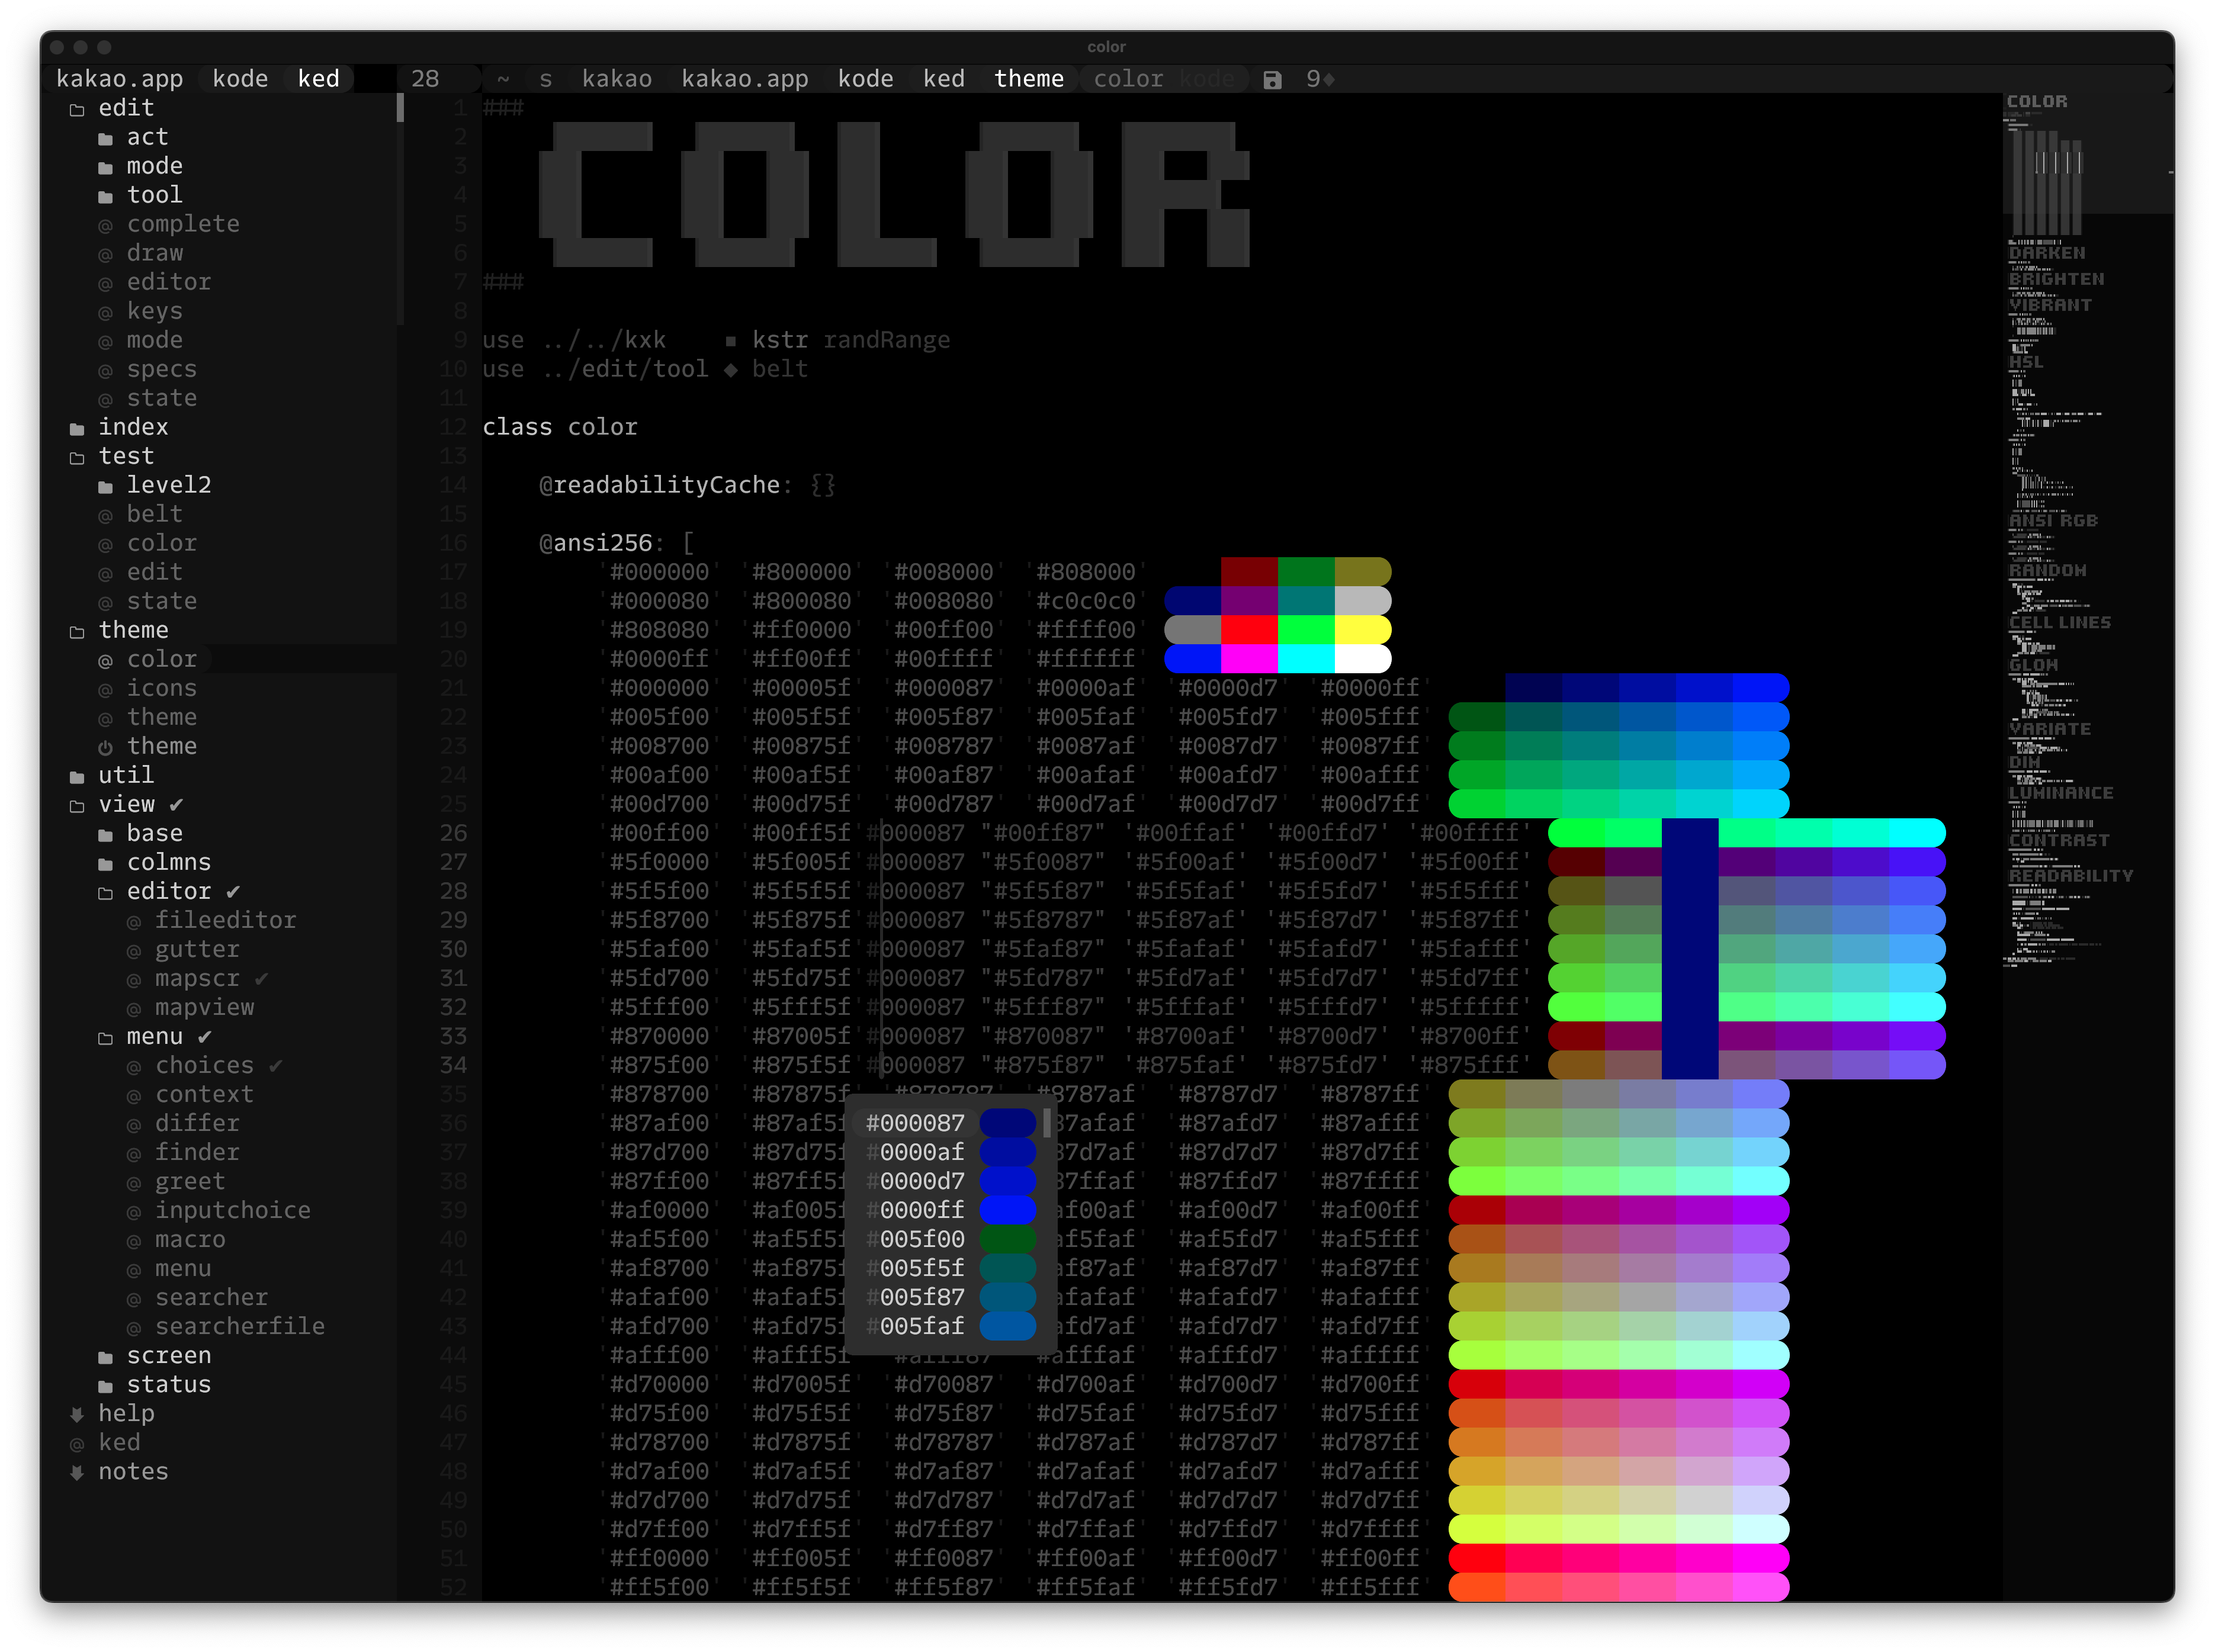 color
kakao.app kode ked
28 ~ s kakao kakao.app kode ked theme color kode 9
edit
act
mode
tool
@ complete
@ draw
@ editor
@ keys
@ mode
@ specs
@ state
index
test
level2
@ belt
@ color
@ edit
@ state
theme
@ color
@ icons
@ theme
theme
util
view ✔
base
colmns
editor ✔
@ fileeditor
@ gutter
@ mapscr ✔
@ mapview
menu ✔
@ choices ✔
@ context
@ differ
@ finder
@ greet
@ inputchoice
@ macro
@ menu
@ searcher
@ searcherfile
screen
status
help
@ ked
notes
1 ###
2
3
COLOR
4
5
6
7 ###
8
9 use ../../kxk ▪ kstr randRange
10 use ../edit/tool ◆ belt
11
12 class color
13
14 @readabilityCache: {}
15
16 @ansi256: [
17 '#000000' '#800000' '#008000' '#808000'
18 '#000080' '#800080' '#008080' '#c0c0c0'
19 '#808080' '#ff0000' '#00ff00' '#ffff00'
20 '#0000ff' '#ff00ff' '#00ffff' '#ffffff'
21 '#000000' '#00005f' '#000087' '#0000af' '#0000d7' '#0000ff'
22 '#005f00' '#005f5f' '#005f87' '#005faf' '#005fd7' '#005fff'
23 '#008700' '#00875f' '#008787' '#0087af' '#0087d7' '#0087ff'
24 '#00af00' '#00af5f' '#00af87' '#00afaf' '#00afd7' '#00afff'
25 '#00d700' '#00d75f' '#00d787' '#00d7af' '#00d7d7' '#00d7ff'
26 '#00ff00' '#00ff5f'#000087 "#00ff87" '#00ffaf' '#00ffd7' '#00ffff'
27 '#5f0000' '#5f005f'#000087 "#5f0087" '#5f00af' '#5f00d7' '#5f00ff'
28 '#5f5f00' '#5f5f5f'#000087 "#5f5f87" '#5f5faf' '#5f5fd7' '#5f5fff'
29 '#5f8700' '#5f875f'#000087 "#5f8787" '#5f87af' '#5f87d7' '#5f87ff'
30 '#5faf00' '#5faf5f'#000087 "#5faf87" '#5fafaf' '#5fafd7' '#5fafff'
31 '#5fd700' '#5fd75f'#000087 "#5fd787" '#5fd7af' '#5fd7d7' '#5fd7ff'
32 '#5fff00' '#5fff5f'#000087 "#5fff87" '#5fffaf' '#5fffd7' '#5fffff'
33 '#870000' '#87005f'#000087 "#870087" '#8700af' '#8700d7' '#8700ff'
34 '#875f00' '#875f5f'#000087 "#875f87" '#875faf' '#875fd7' '#875fff'
35 '#878700' '#87875f' '#878787' '#8787af' '#8787d7' '#8787ff'
36 '#87af00' '#87af5f #000087 87afaf' '#87afd7' '#87afff'
37 '#87d700' '#87d75f #0000af 87d7af' '#87d7d7' '#87d7ff'
38 '#87ff00' '#87ff5f #0000d7 87ffaf' '#87ffd7' '#87ffff'
39 '#af0000' '#af005f #0000ff af00af' '#af00d7' '#af00ff'
40 '#af5f00' '#af5f5f #005f00 af5faf' '#af5fd7' '#af5fff'
41 '#af8700' '#af875f #005f5f af87af' '#af87d7' '#af87ff'
42 '#afaf00' '#afaf5f #005f87 afafaf' '#afafd7' '#afafff'
43 '#afd700' '#afd75f #005faf afd7af' '#afd7d7' '#afd7ff'
44 '#afff00' '#afff5f' '#afff87' '#afffaf' '#afffd7' '#afffff'
45 '#d70000' '#d7005f' '#d70087' '#d700af' '#d700d7' '#d700ff'
46 '#d75f00' '#d75f5f' '#d75f87' '#d75faf' '#d75fd7' '#d75fff'
47 '#d78700' '#d7875f' '#d78787' '#d787af' '#d787d7' '#d787ff'
48 '#d7af00' '#d7af5f' '#d7af87' '#d7afaf' '#d7afd7' '#d7afff'
49 '#d7d700' '#d7d75f' '#d7d787' '#d7d7af' '#d7d7d7' '#d7d7ff'
50 '#d7ff00' '#d7ff5f' '#d7ff87' '#d7ffaf' '#d7ffd7' '#d7ffff'
51 '#ff0000' '#ff005f' '#ff0087' '#ff00af' '#ff00d7' '#ff00ff'
52 '#ff5f00' '#ff5f5f' '#ff5f87' '#ff5faf' '#ff5fd7' '#ff5fff'
COLOR
DARKEN
BRIGHTEN
VIBRANT
HSL
ANSI RGB
RANDOM
CELL LINES
GLOM
VARIATE
DIM
LUMINANCE
CONTRAST
READABILITY